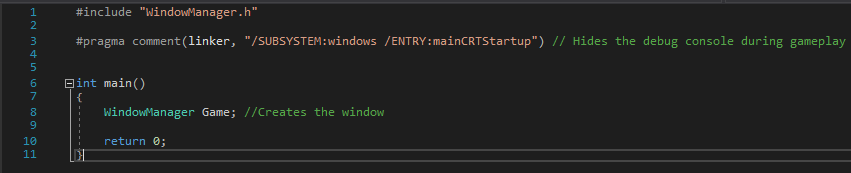 1 #include "WindowManager.h"
2
3 #pragma comment(linker, "/SUBSYSTEM:windows /ENTRY:mainCRTStartup") // Hides the debug console during gameplay
4
5
6 int main()
7 {
8 WindowManager Game; //Creates the window
9
10 return 0;
11 }